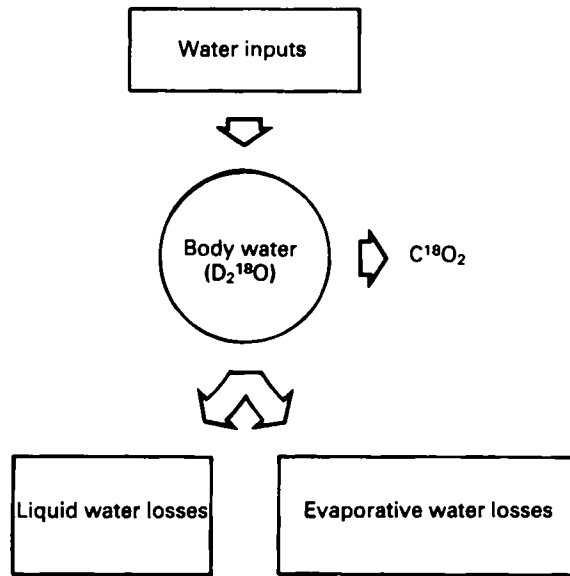 Water inputs
Body water
(D₂¹⁸O)
C¹⁸O₂
Liquid water losses
Evaporative water losses